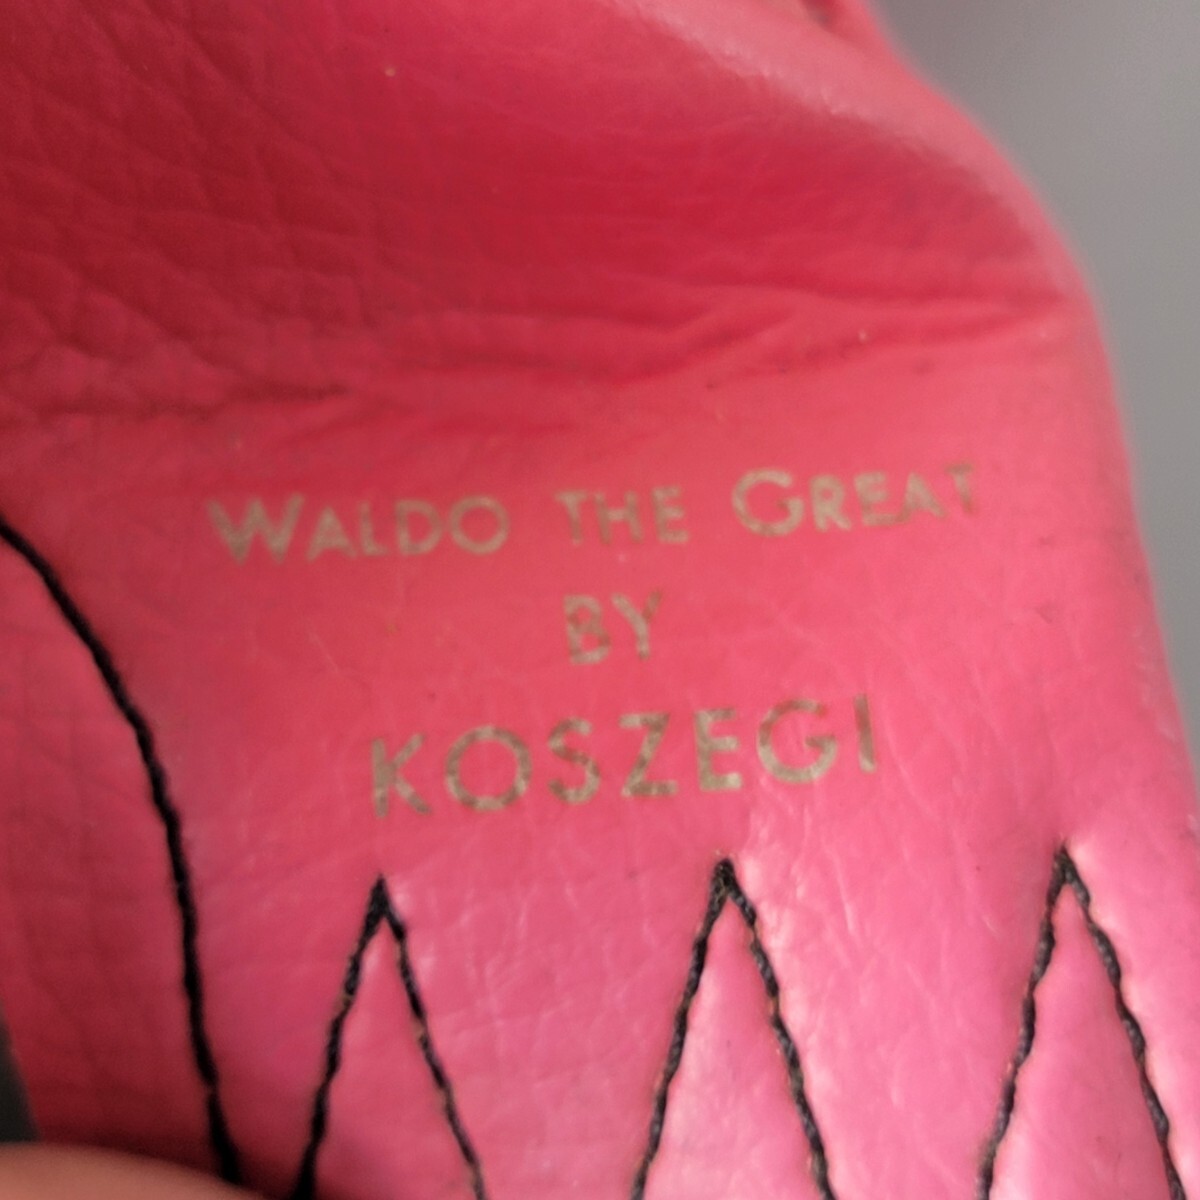 Waldo the Great
BY
KOSZEGI